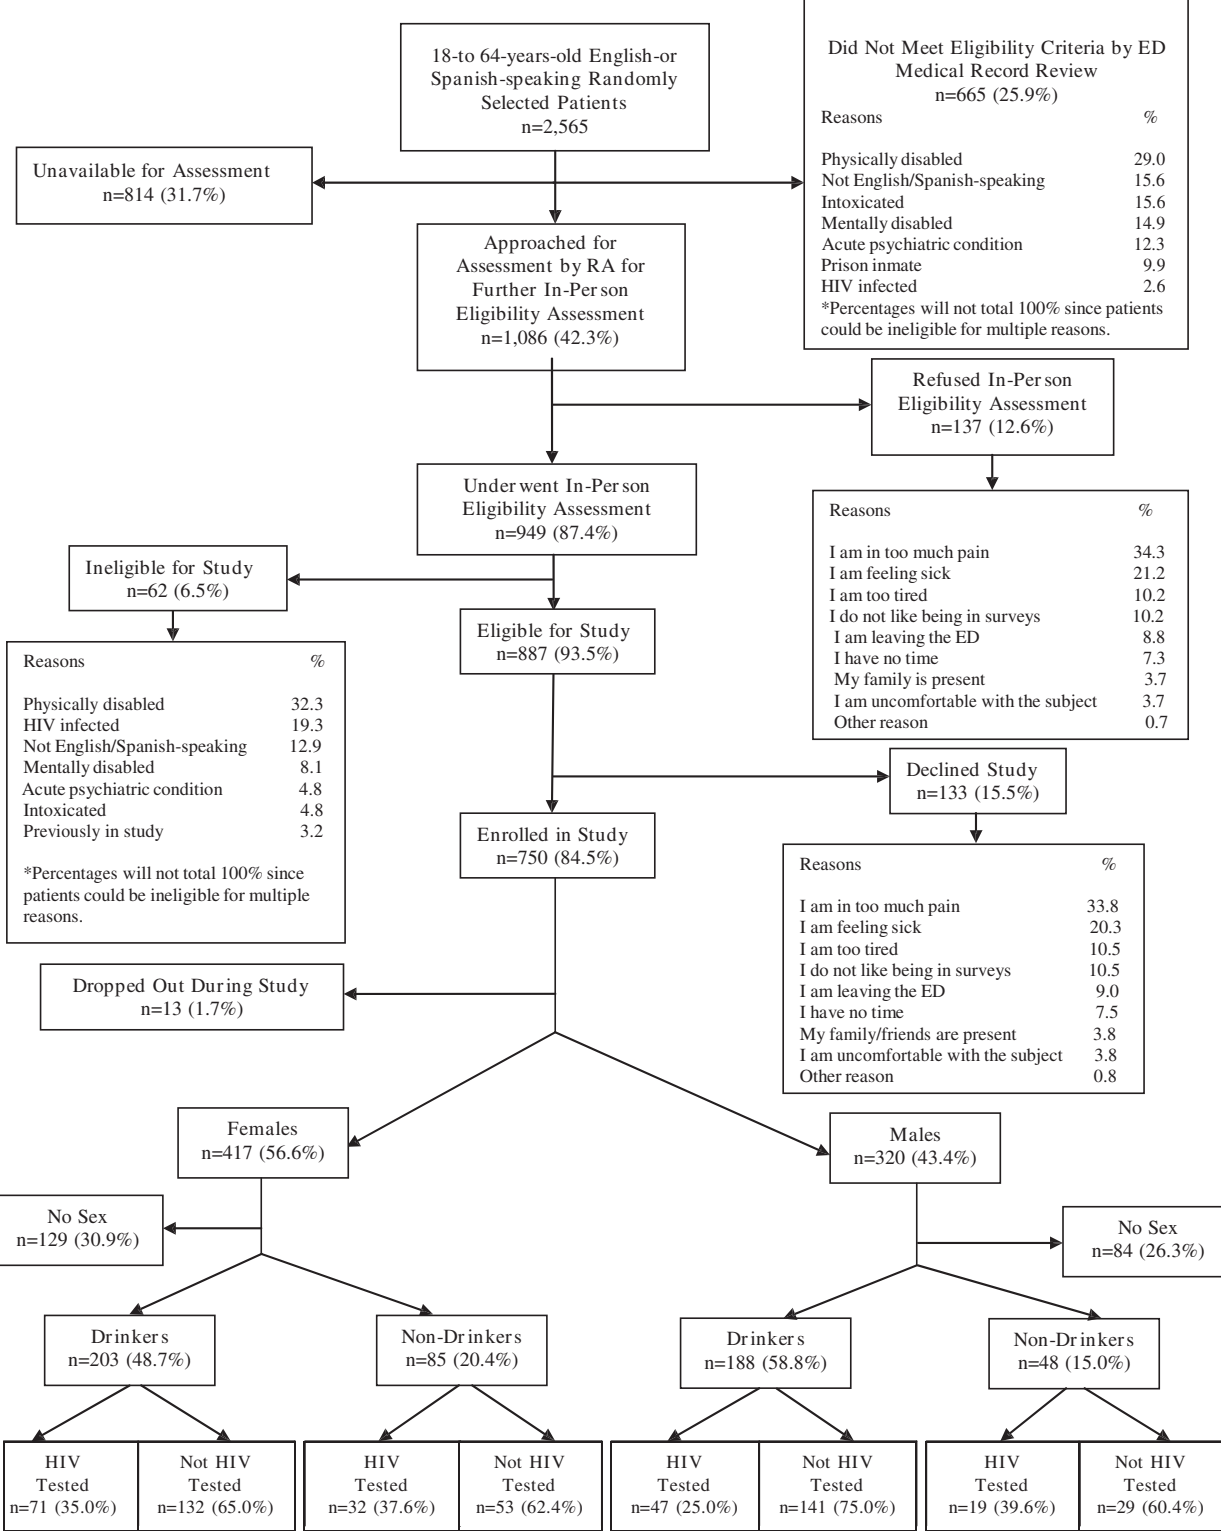 18-to 64-years-old English-or
Spanish-speaking Randomly
Selected Patients
n=2,565
Did Not Meet Eligibility Criteria by ED
Medical Record Review
n=665 (25.9%)
Reasons %
Physically disabled 29.0
Not English/Spanish-speaking 15.6
Intoxicated 15.6
Mentally disabled 14.9
Acute psychiatric condition 12.3
Prison inmate 9.9
HIV infected 2.6
*Percentages will not total 100% since patients
could be ineligible for multiple reasons.
Unavailable for Assessment
n=814 (31.7%)
Approached for
Assessment by RA for
Further In-Person
Eligibility Assessment
n=1,086 (42.3%)
Refused In-Person
Eligibility Assessment
n=137 (12.6%)
Reasons %
I am in too much pain 34.3
I am feeling sick 21.2
I am too tired 10.2
I do not like being in surveys 10.2
I am leaving the ED 8.8
I have no time 7.3
My family is present 3.7
I am uncomfortable with the subject 3.7
Other reason 0.7
Underwent In-Person
Eligibility Assessment
n=949 (87.4%)
Ineligible for Study
n=62 (6.5%)
Reasons %
Physically disabled 32.3
HIV infected 19.3
Not English/Spanish-speaking 12.9
Mentally disabled 8.1
Acute psychiatric condition 4.8
Intoxicated 4.8
Previously in study 3.2
*Percentages will not total 100% since
patients could be ineligible for multiple
reasons.
Eligible for Study
n=887 (93.5%)
Declined Study
n=133 (15.5%)
Reasons %
I am in too much pain 33.8
I am feeling sick 20.3
I am too tired 10.5
I do not like being in surveys 10.5
I am leaving the ED 9.0
I have no time 7.5
My family/friends are present 3.8
I am uncomfortable with the subject 3.8
Other reason 0.8
Enrolled in Study
n=750 (84.5%)
Dropped Out During Study
n=13 (1.7%)
Females
n=417 (56.6%)
Males
n=320 (43.4%)
No Sex
n=129 (30.9%)
No Sex
n=84 (26.3%)
Drinkers
n=203 (48.7%)
Non-Drinkers
n=85 (20.4%)
Drinkers
n=188 (58.8%)
Non-Drinkers
n=48 (15.0%)
HIV
Tested
n=71 (35.0%)
Not HIV
Tested
n=132 (65.0%)
HIV
Tested
n=32 (37.6%)
Not HIV
Tested
n=53 (62.4%)
HIV
Tested
n=47 (25.0%)
Not HIV
Tested
n=141 (75.0%)
HIV
Tested
n=19 (39.6%)
Not HIV
Tested
n=29 (60.4%)